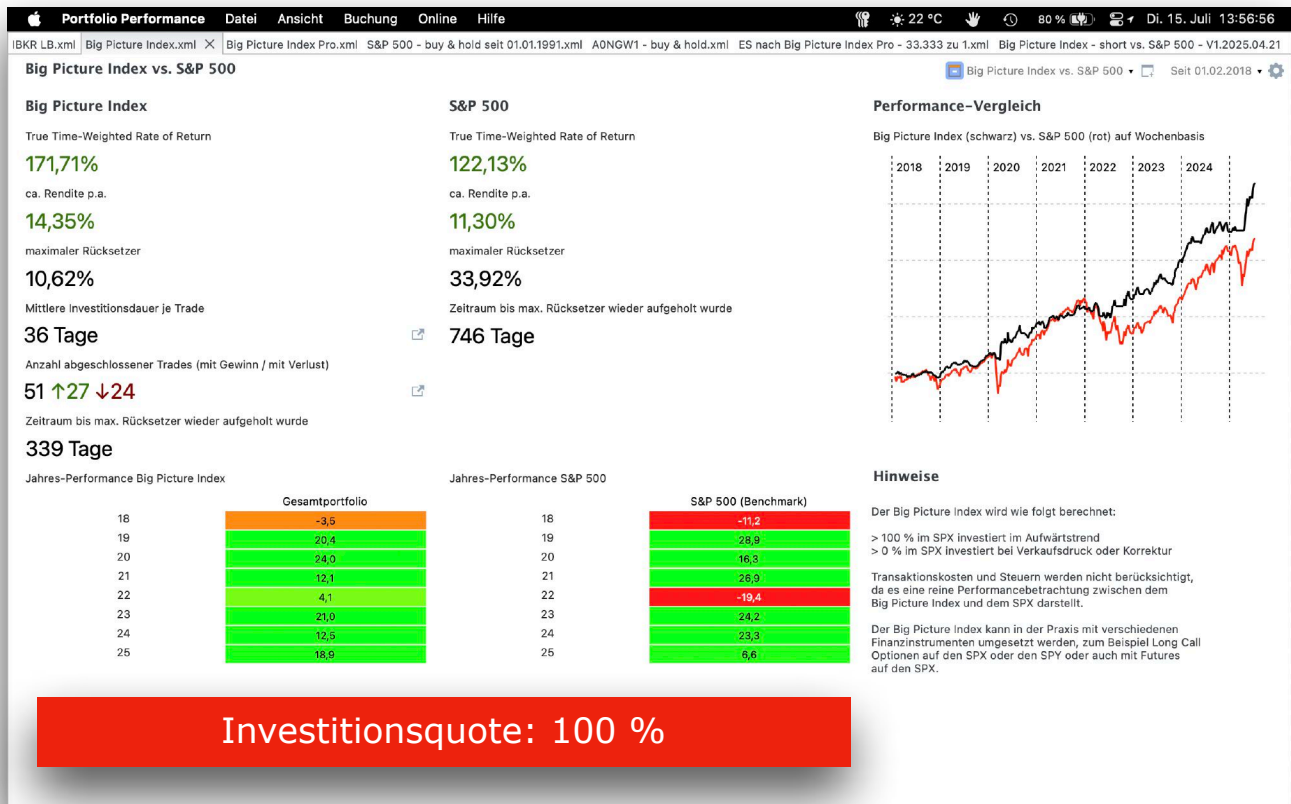 Portfolio Performance Datei Ansicht Buchung Online Hilfe 22 °C 80 % Di. 15. Juli 13:56:56
IBKR LB.xml Big Picture Index.xml Big Picture Index Pro.xml S&P 500 - buy & hold seit 01.01.1991.xml A0NGW1 - buy & hold.xml ES nach Big Picture Index Pro - 33.333 zu 1.xml Big Picture Index - short vs. S&P 500 - V1.2025.04.21
Big Picture Index vs. S&P 500
Big Picture Index vs. S&P 500 Seit 01.02.2018
Big Picture Index
True Time-Weighted Rate of Return
171,71%
ca. Rendite p.a.
14,35%
maximaler Rücksetzer
10,62%
Mittlere Investitionsdauer je Trade
36 Tage
Anzahl abgeschlossener Trades (mit Gewinn / mit Verlust)
51 ↑27 ↓24
Zeitraum bis max. Rücksetzer wieder aufgeholt wurde
339 Tage
S&P 500
True Time-Weighted Rate of Return
122,13%
ca. Rendite p.a.
11,30%
maximaler Rücksetzer
33,92%
Zeitraum bis max. Rücksetzer wieder aufgeholt wurde
746 Tage
Performance-Vergleich
Big Picture Index (schwarz) vs. S&P 500 (rot) auf Wochenbasis
2018 2019 2020 2021 2022 2023 2024
Jahres-Performance Big Picture Index
Gesamtportfolio
18 -3,5
19 20,4
20 24,0
21 12,1
22 4,1
23 21,0
24 12,5
25 18,9
Jahres-Performance S&P 500
S&P 500 (Benchmark)
18 -11,2
19 28,9
20 16,3
21 26,9
22 -19,4
23 24,2
24 23,3
25 6,6
Hinweise
Der Big Picture Index wird wie folgt berechnet:
> 100 % im SPX investiert im Aufwärtstrend
> 0 % im SPX investiert bei Verkaufsdruck oder Korrektur
Transaktionskosten und Steuern werden nicht berücksichtigt,
da es eine reine Performancebetrachtung zwischen dem
Big Picture Index und dem SPX darstellt.
Der Big Picture Index kann in der Praxis mit verschiedenen
Finanzinstrumenten umgesetzt werden, zum Beispiel Long Call
Optionen auf den SPX oder den SPY oder auch mit Futures
auf den SPX.
Investitionsquote: 100 %